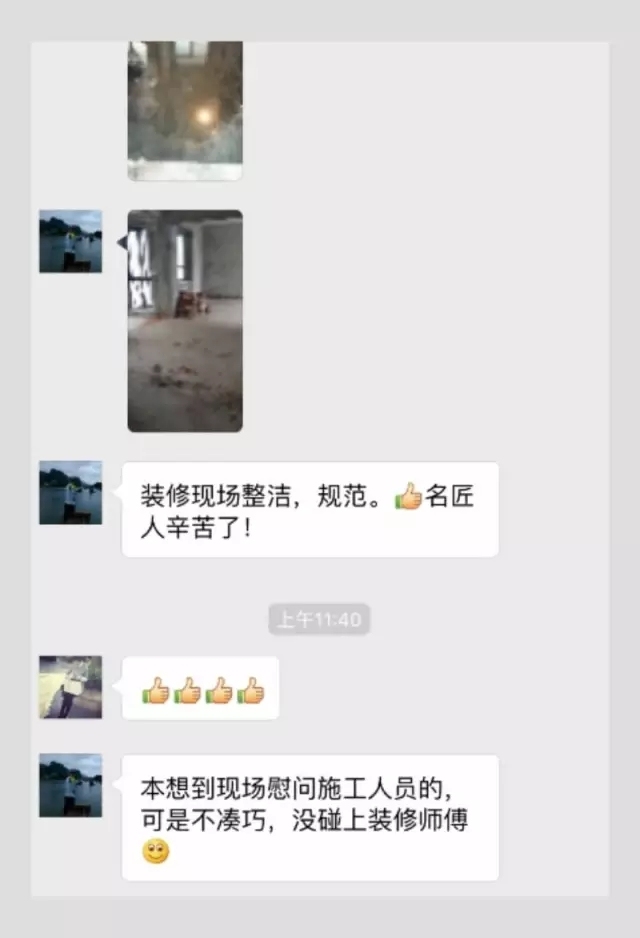 装修现场整洁，规范。👍名匠
人辛苦了！
上午11:40
👍👍👍👍
本想到现场慰问施工人员的，
可是不凑巧，没碰上装修师傅
🙂